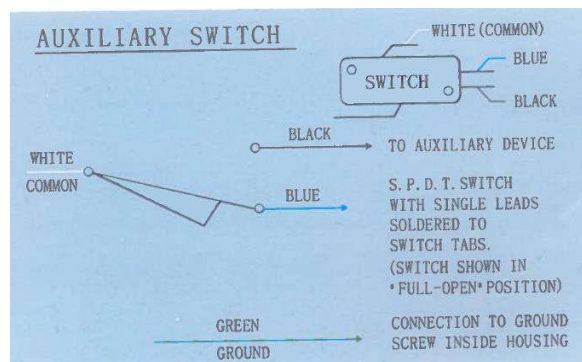 AUXILIARY SWITCH
WHITE (COMMON)
BLUE
SWITCH
BLACK
BLACK
TO AUXILIARY DEVICE
WHITE
COMMON
BLUE
S.P.D.T. SWITCH
WITH SINGLE LEADS
SOLDERED TO
SWITCH TABS.
(SWITCH SHOWN IN
"FULL-OPEN" POSITION)
GREEN
GROUND
CONNECTION TO GROUND
SCREW INSIDE HOUSING